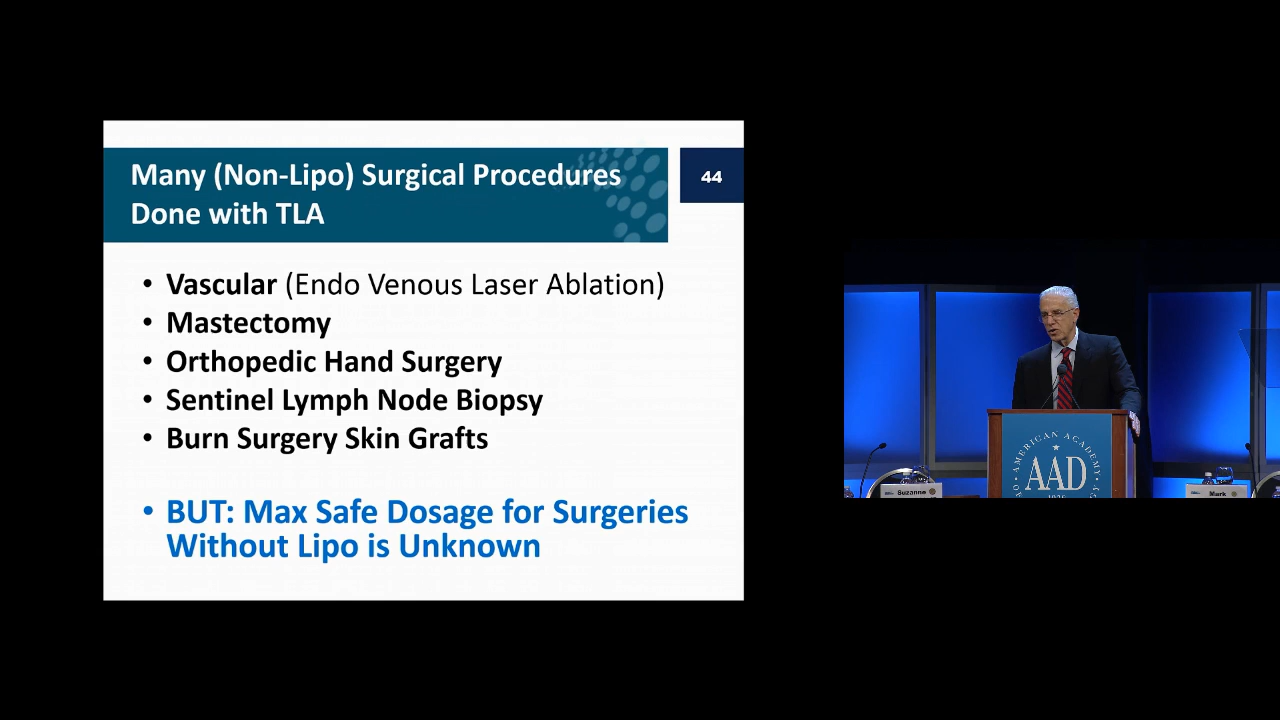 Many (Non-Lipo) Surgical Procedures
Done with TLA
44
• Vascular (Endo Venous Laser Ablation)
• Mastectomy
• Orthopedic Hand Surgery
• Sentinel Lymph Node Biopsy
• Burn Surgery Skin Grafts
• BUT: Max Safe Dosage for Surgeries
Without Lipo is Unknown
AMERICAN ACADEMY
AAD
Suzanne
Mark